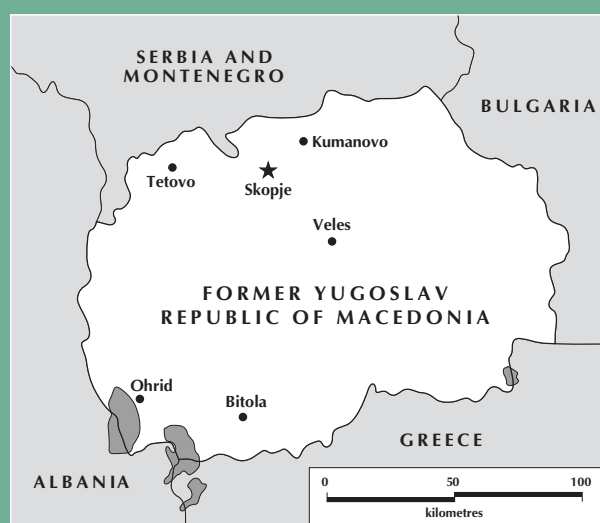 SERBIA AND
MONTENEGRO
BULGARIA
Kumanovo
Tetovo
Skopje
Veles
FORMER YUGOSLAV
REPUBLIC OF MACEDONIA
Ohrid
Bitola
GREECE
ALBANIA
0 50 100
kilometres